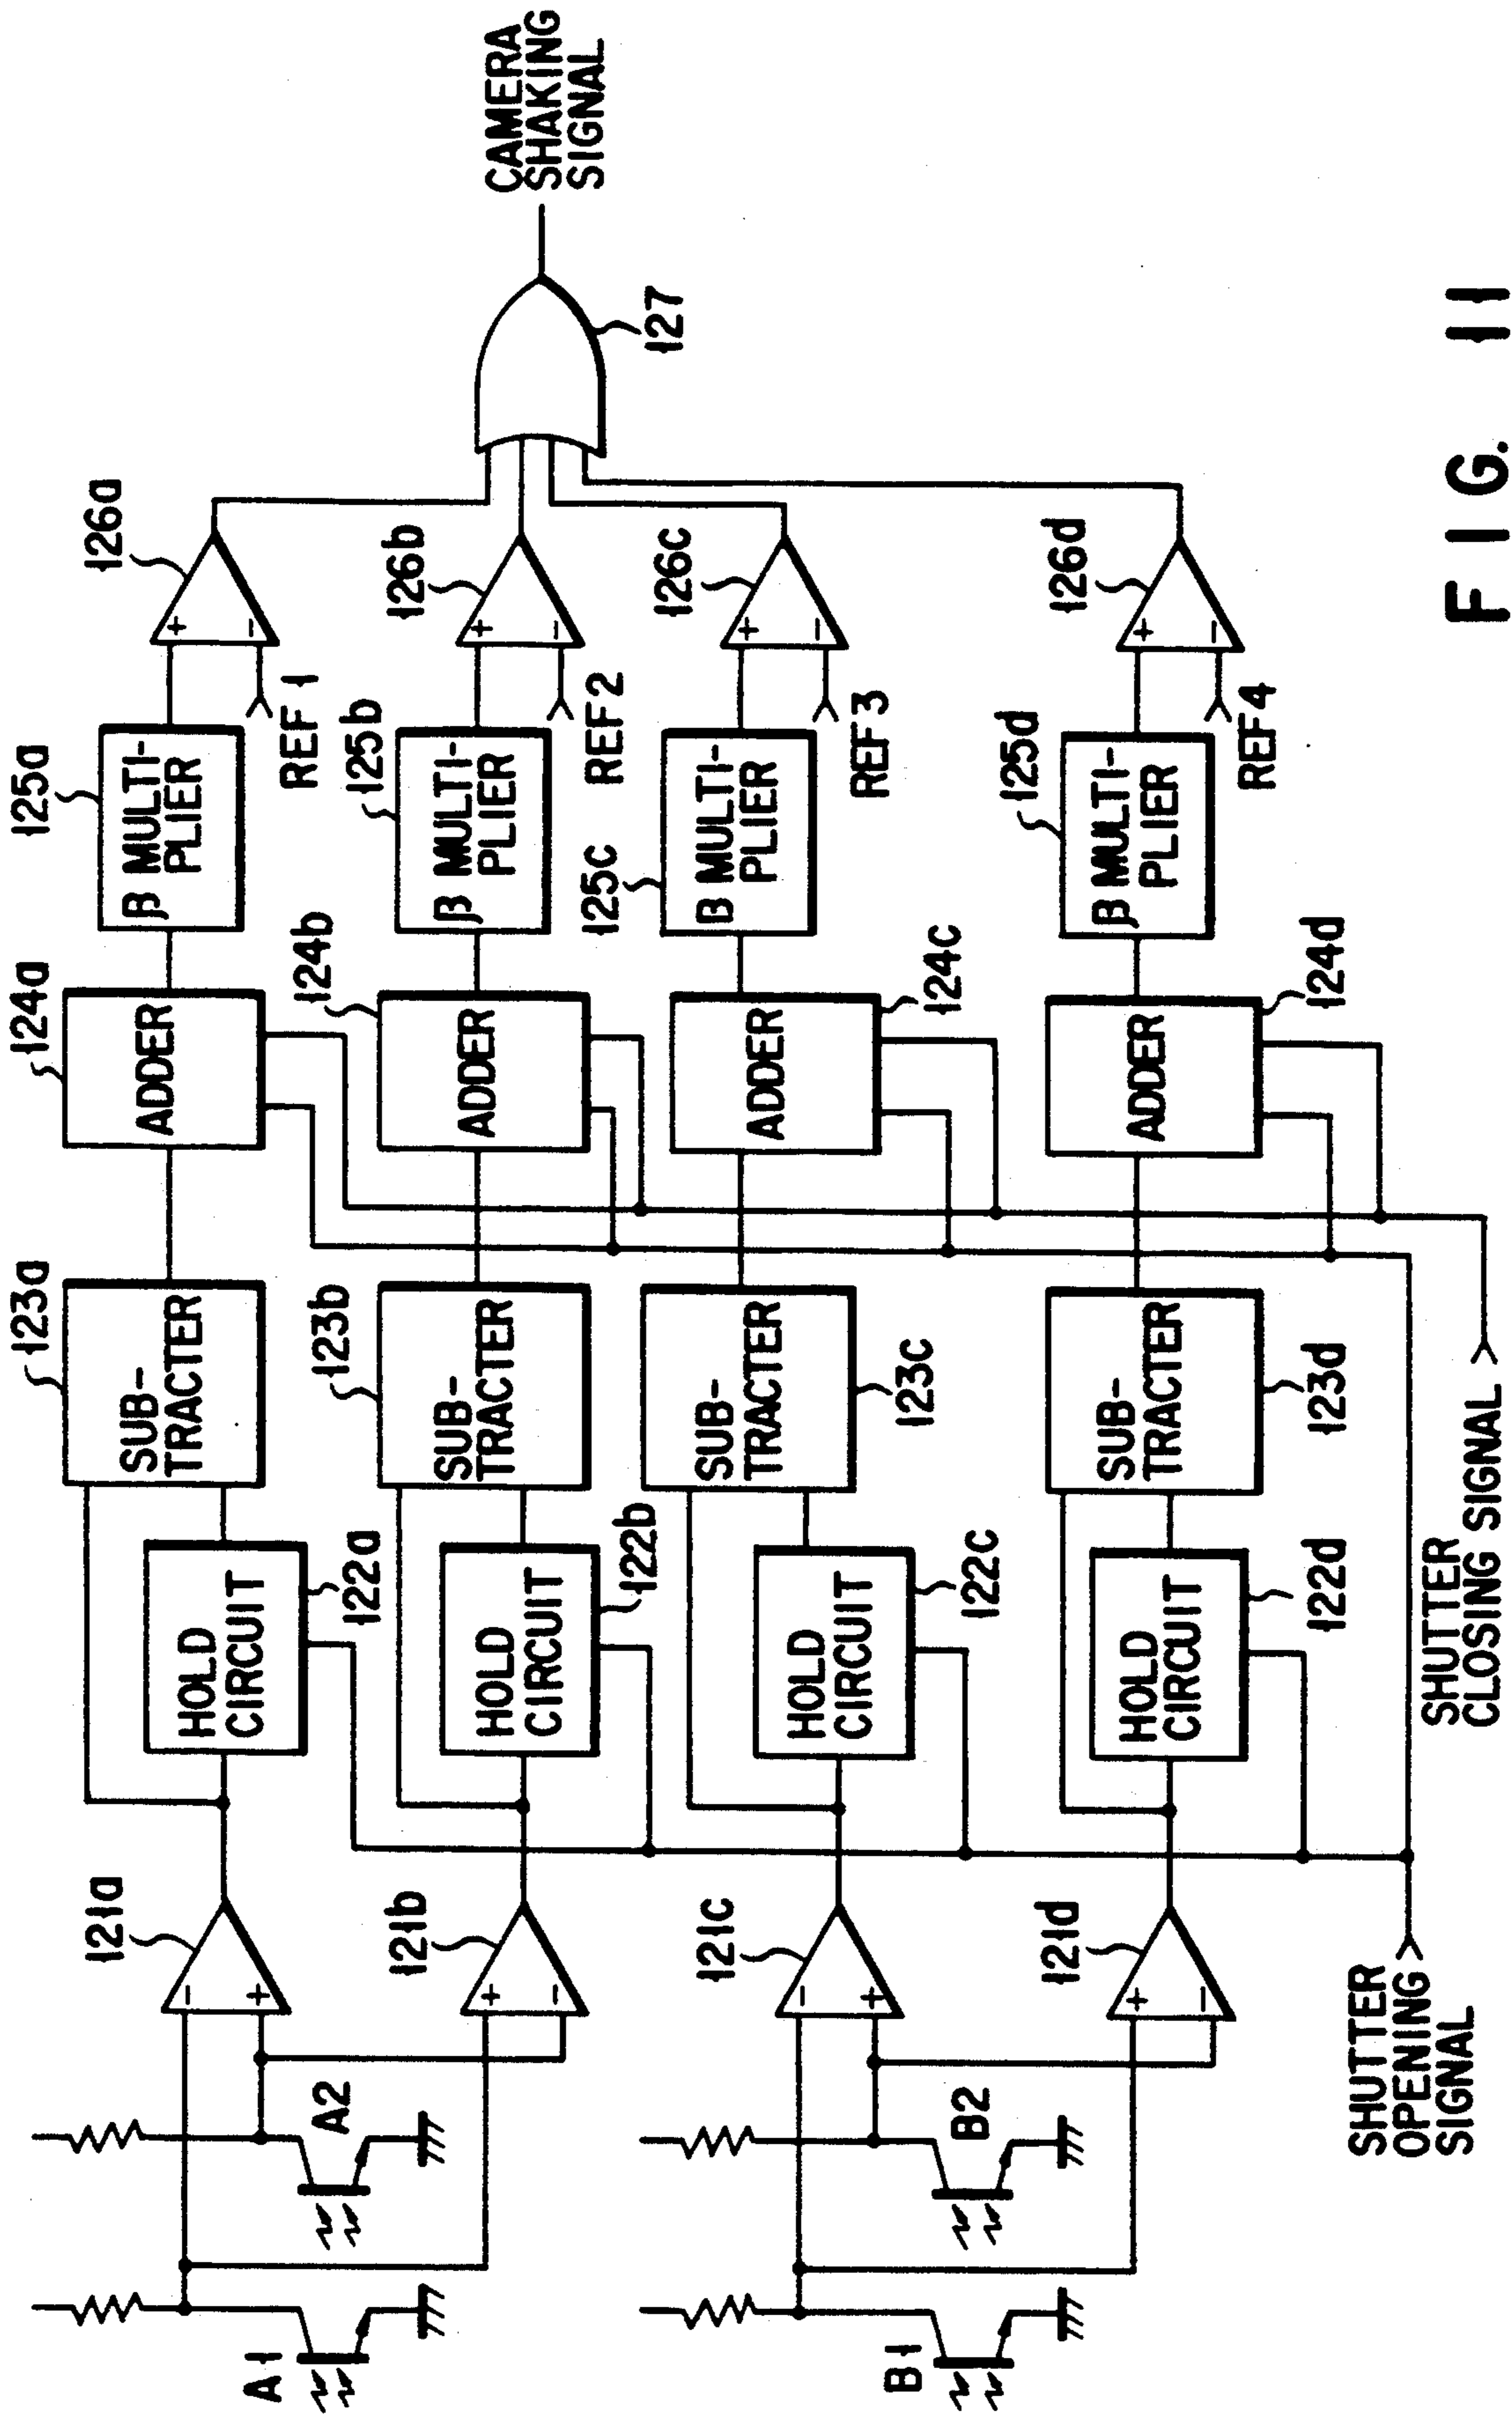 A1
A2
121a
121b
HOLD
CIRCUIT
122a
HOLD
CIRCUIT
122b
SUB-
TRACTER
123a
SUB-
TRACTER
123b
ADDER
124a
ADDER
124b
β MULTI-
PLIER
125a
β MULTI-
PLIER
125b
126a
+
-
REF 1
126b
+
-
REF 2
B1
B2
121c
-
+
121d
+
-
-
+
+
-
HOLD
CIRCUIT
122c
HOLD
CIRCUIT
122d
SUB-
TRACTER
123c
SUB-
TRACTER
123d
ADDER
124c
ADDER
124d
B MULTI-
PLIER
125c
β MULTI-
PLIER
125d
126c
+
-
REF 3
126d
+
-
REF 4
127
CAMERA
SHAKING
SIGNAL
SHUTTER
OPENING
SIGNAL
SHUTTER
CLOSING SIGNAL
FIG. 11